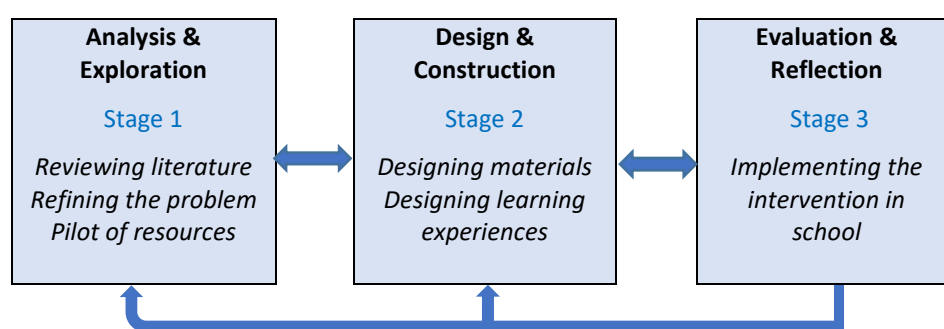 Analysis &
Exploration
Stage 1
Reviewing literature
Refining the problem
Pilot of resources
Design &
Construction
Stage 2
Designing materials
Designing learning
experiences
Evaluation &
Reflection
Stage 3
Implementing the
intervention in
school